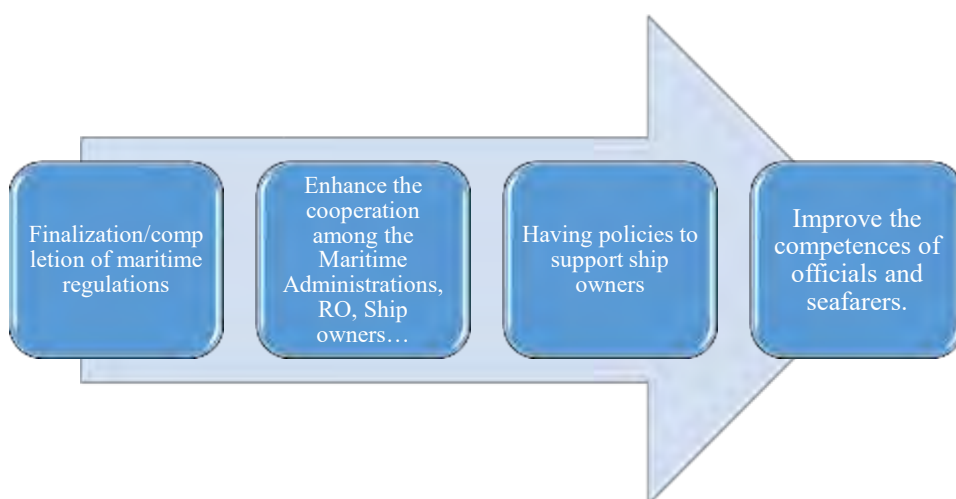 Finalization/comp
letion of maritime
regulations
Enhance the
cooperation
among the
Maritime
Administrations,
RO, Ship
owners…
Having policies to
support ship
owners
Improve the
competences of
officials and
seafarers.